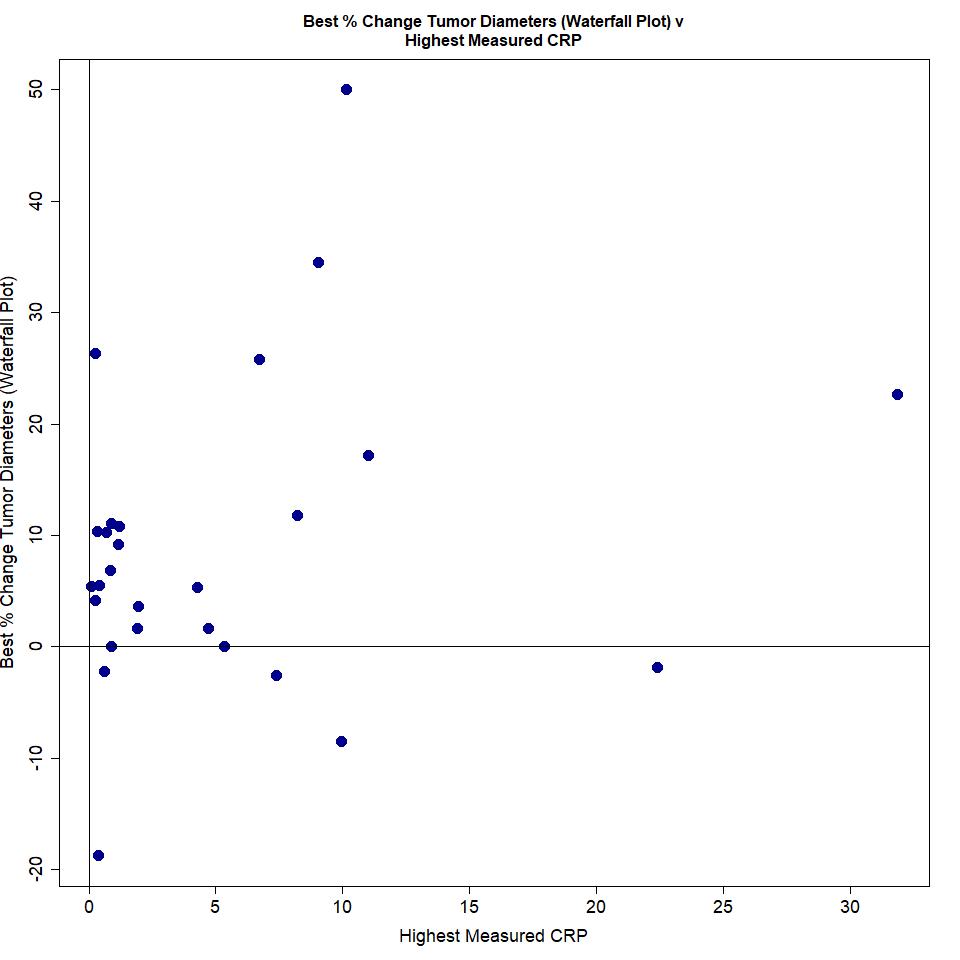 Best % Change Tumor Diameters (Waterfall Plot) v
Highest Measured CRP
Best % Change Tumor Diameters (Waterfall Plot)
50
40
30
20
10
0
-10
-20
0 5 10 15 20 25 30
Highest Measured CRP